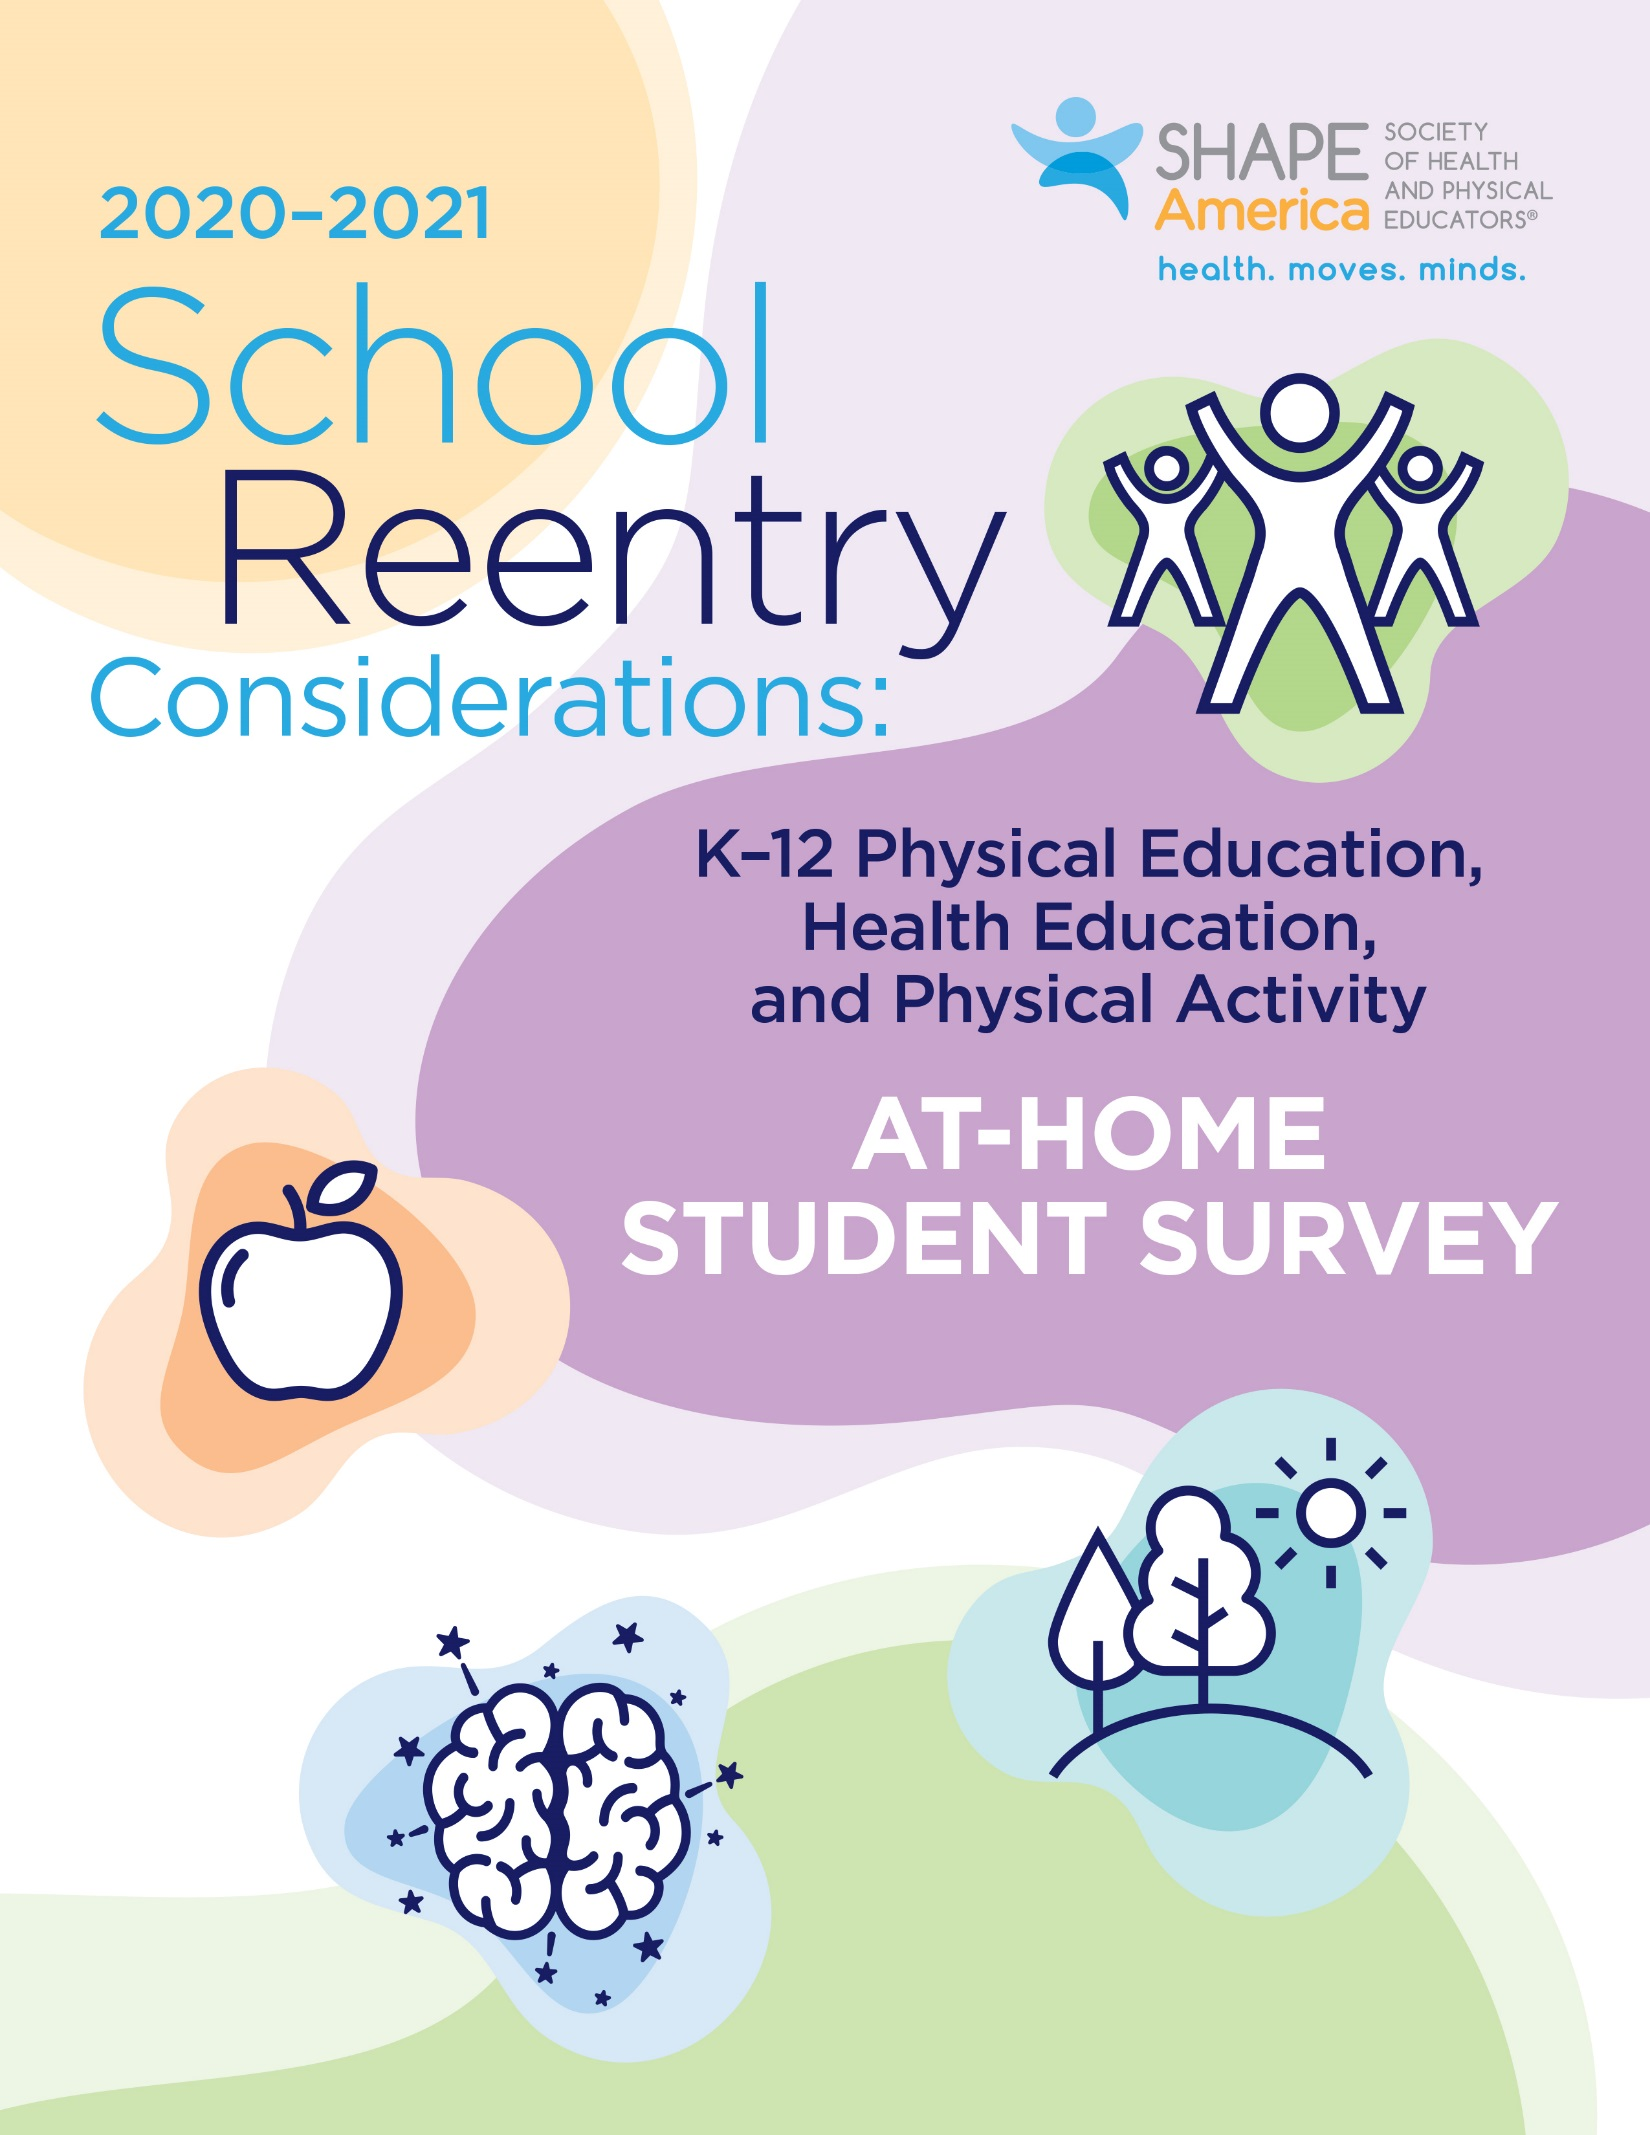 2020–2021
School
Reentry
Considerations:
SHAPE
America
SOCIETY
OF HEALTH
AND PHYSICAL
EDUCATORS®
health. moves. minds.
K–12 Physical Education,
Health Education,
and Physical Activity
AT-HOME
STUDENT SURVEY